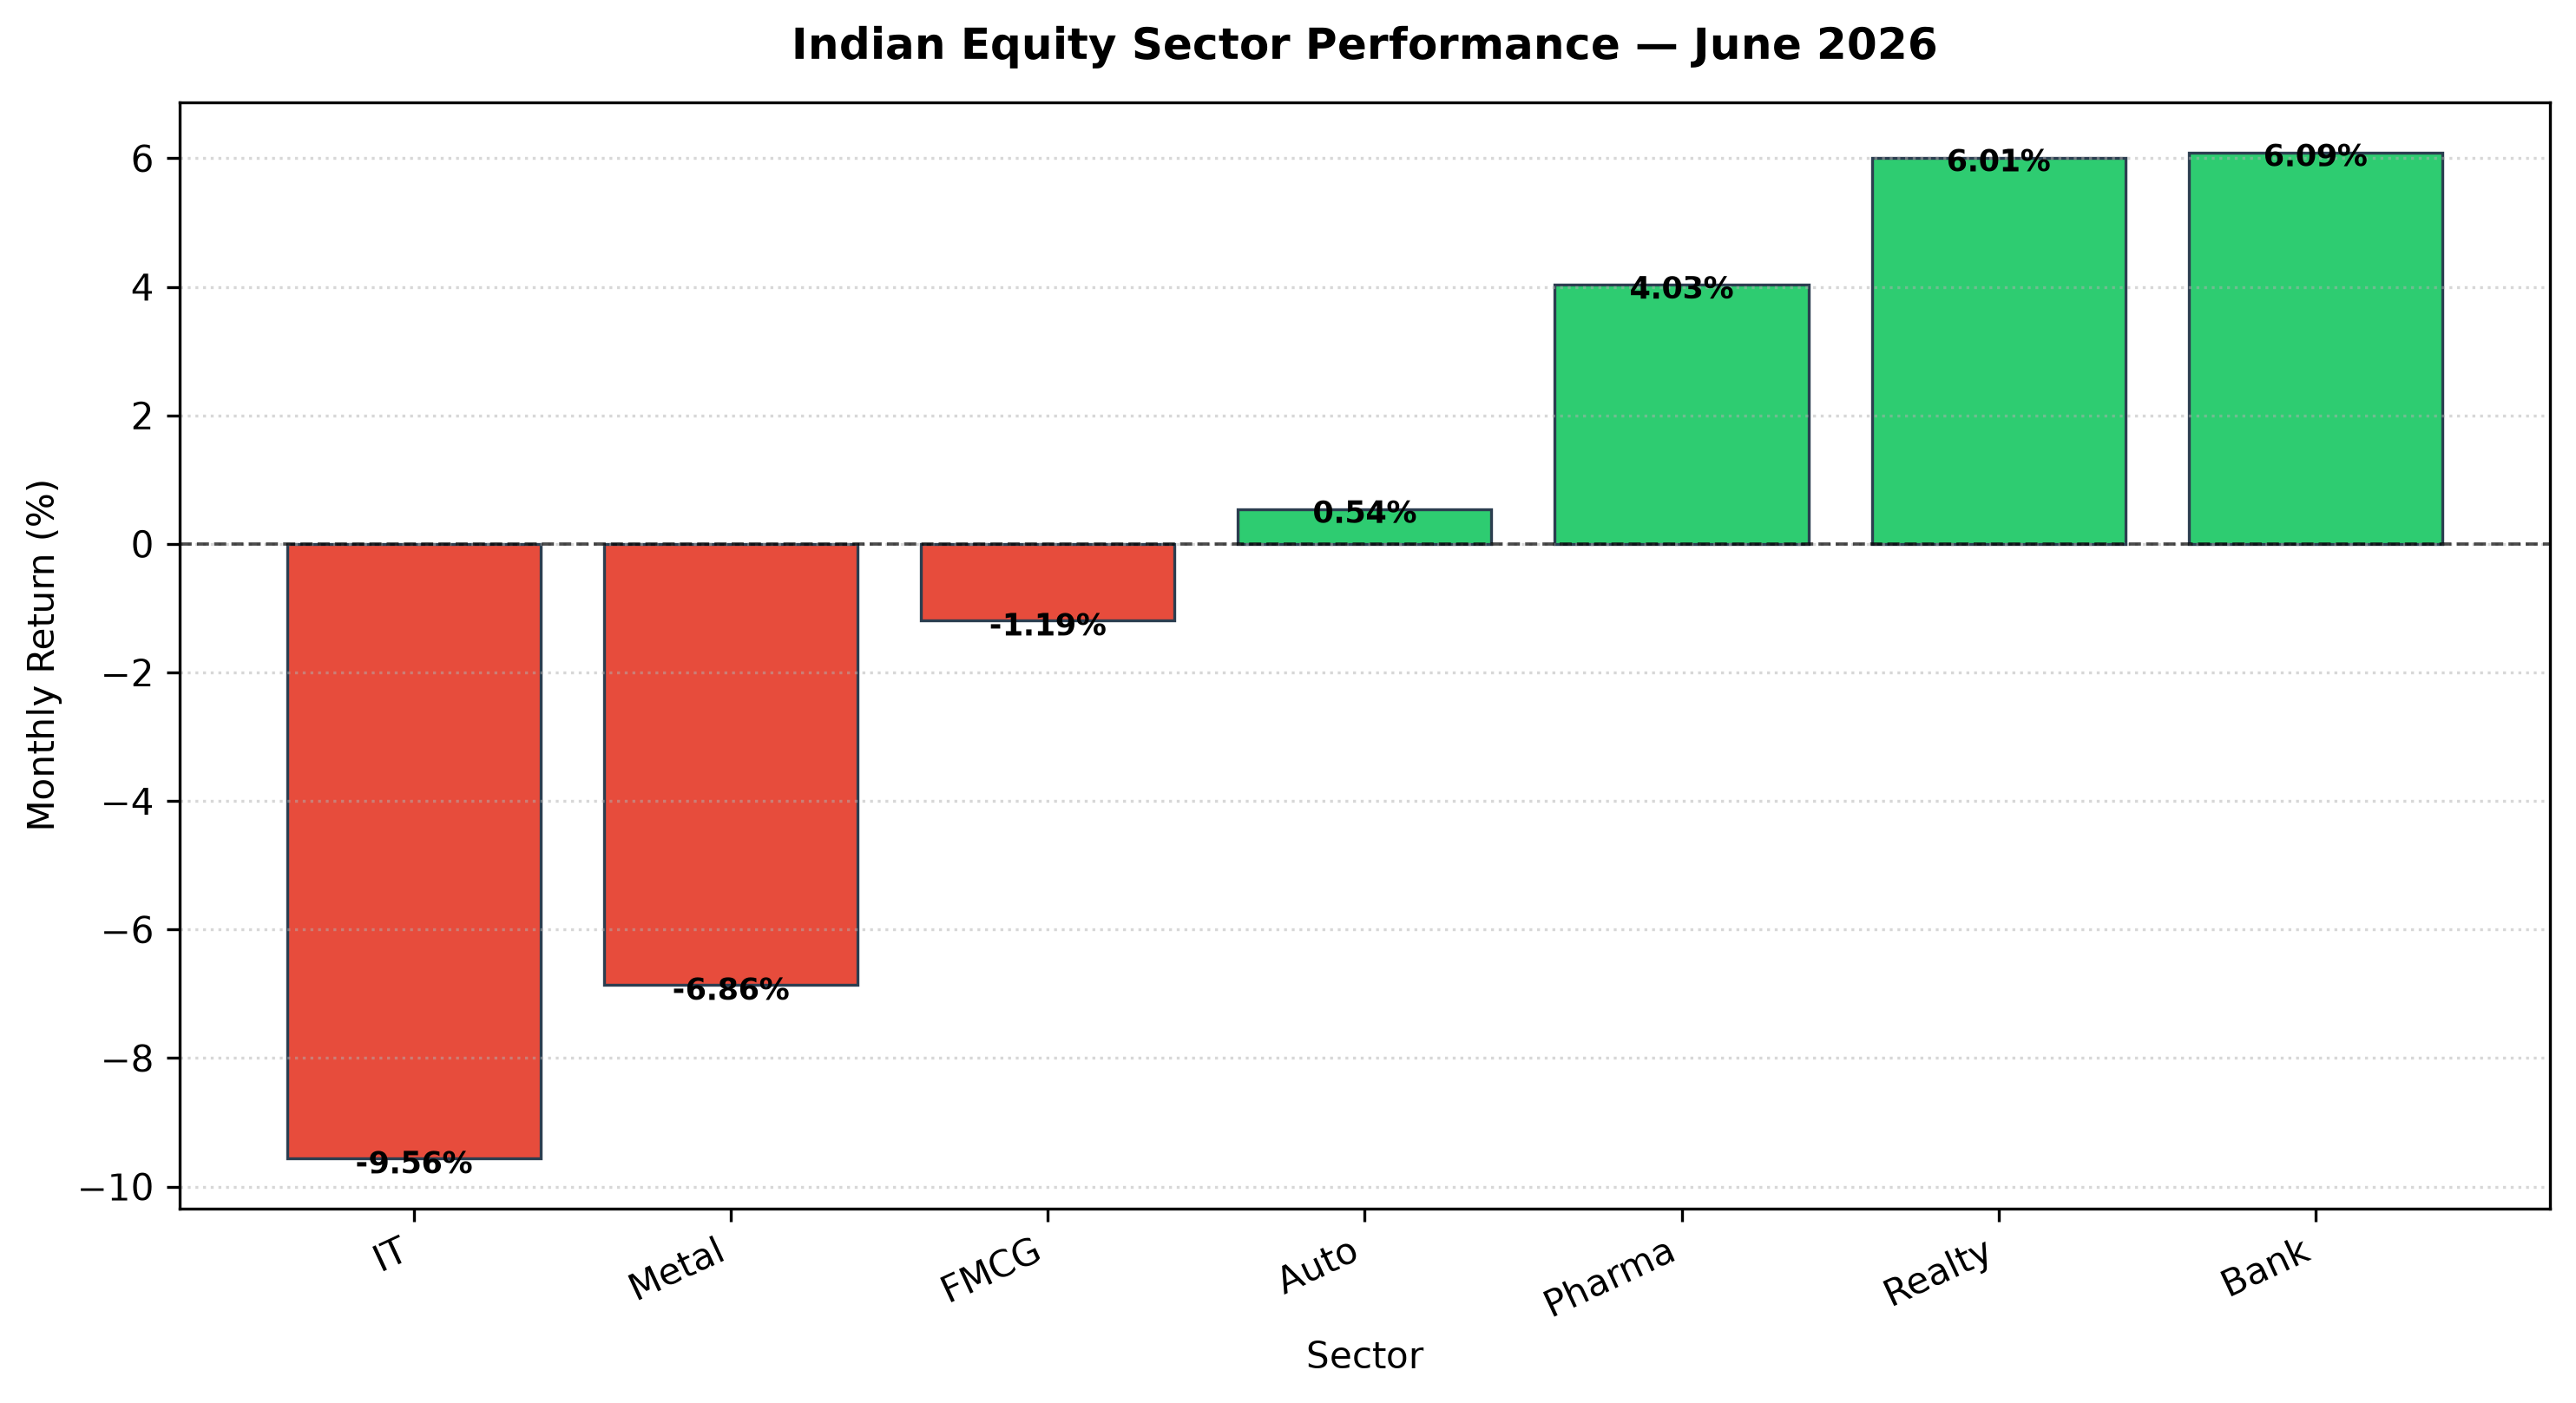 Indian Equity Sector Performance — June 2026
Monthly Return (%)
6
4
2
0
−2
−4
−6
−8
−10
-9.56%
-6.86%
-1.19%
0.54%
4.03%
6.01%
6.09%
IT
Metal
FMCG
Auto
Pharma
Realty
Bank
Sector